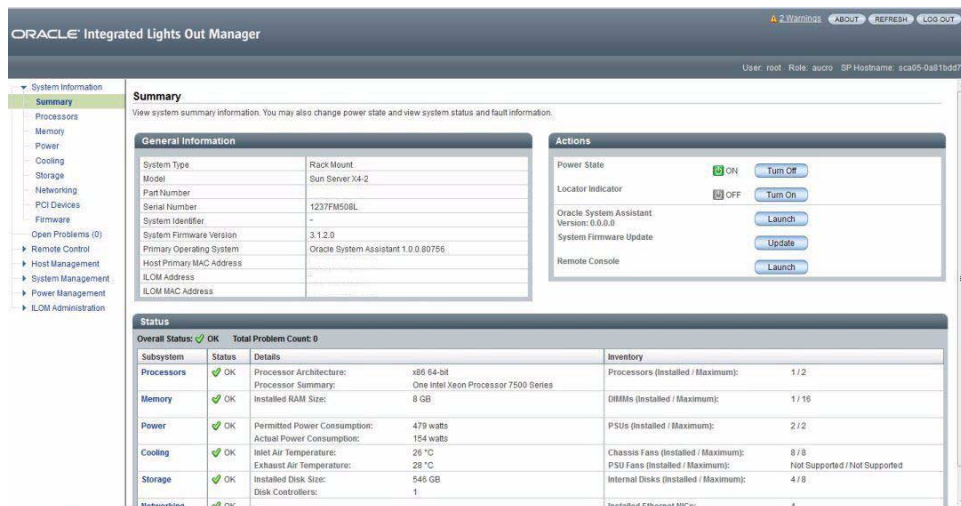 ⚠ 2 Warnings ABOUT REFRESH LOG OUT
ORACLE® Integrated Lights Out Manager
User: root Role: aucro SP Hostname: sca05-0a81bdd7
System Information
Summary
Processors
Memory
Power
Cooling
Storage
Networking
PCI Devices
Firmware
Open Problems (0)
Remote Control
Host Management
System Management
Power Management
ILOM Administration
Summary
View system summary information. You may also change power state and view system status and fault information.
General Information
System Type Rack Mount
Model Sun Server X4-2
Part Number
Serial Number 1237FM508L
System Identifier -
System Firmware Version 3.1.2.0
Primary Operating System Oracle System Assistant 1.0.0.80756
Host Primary MAC Address
ILOM Address
ILOM MAC Address
Actions
Power State ON Turn Off
Locator Indicator OFF Turn On
Oracle System Assistant
Version: 0.0.0.0 Launch
System Firmware Update Update
Remote Console Launch
Status
Overall Status: OK Total Problem Count: 0
Subsystem Status Details Inventory
Processors OK Processor Architecture: x86 64-bit Processors (Installed / Maximum): 1 / 2
Processor Summary: One Intel Xeon Processor 7500 Series
Memory OK Installed RAM Size: 8 GB DIMMs (Installed / Maximum): 1 / 16
Power OK Permitted Power Consumption: 479 watts PSUs (Installed / Maximum): 2 / 2
Actual Power Consumption: 154 watts
Cooling OK Inlet Air Temperature: 26 °C Chassis Fans (Installed / Maximum): 8 / 8
Exhaust Air Temperature: 28 °C PSU Fans (Installed / Maximum): Not Supported / Not Supported
Storage OK Installed Disk Size: 546 GB Internal Disks (Installed / Maximum): 4 / 8
Disk Controllers: 1
Networking OK Installed Ethernet NICs: 4